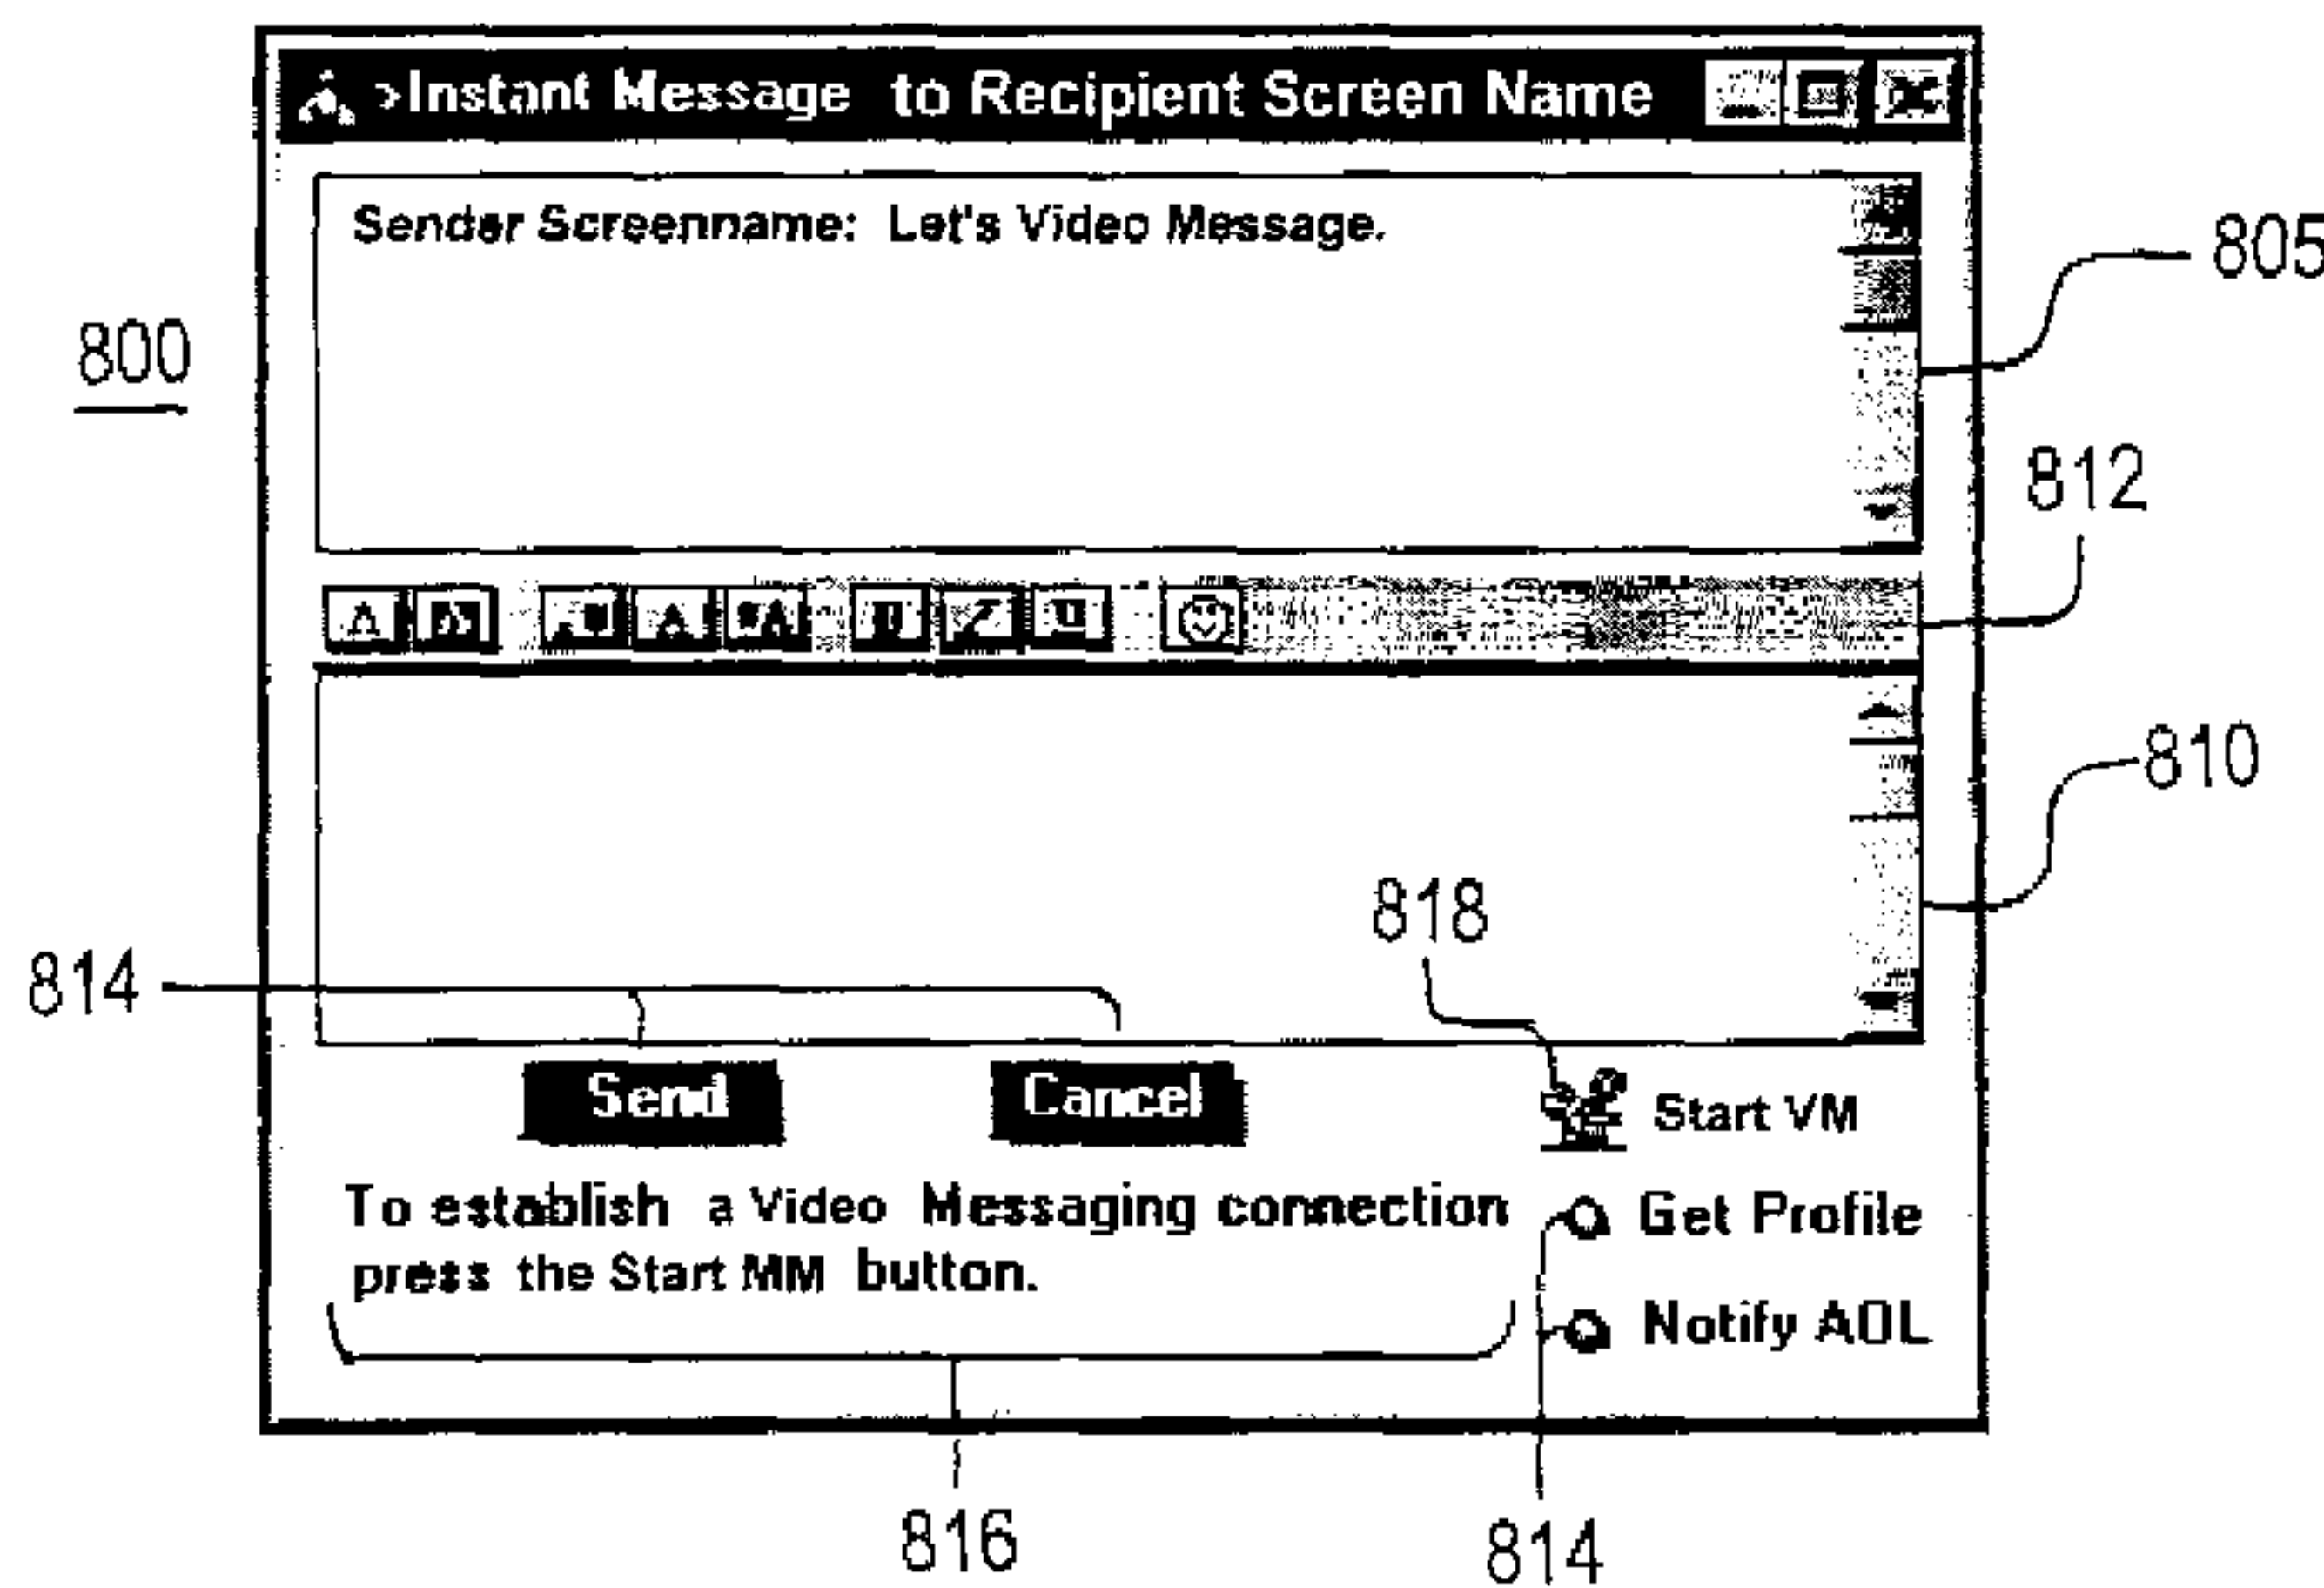 >Instant Message to Recipient Screen Name
Sender Screenname: Let's Video Message.
805
800
812
810
818
814
Send Cancel Start VM
To establish a Video Messaging connection
press the Start MM button.
Get Profile
Notify AOL
816
814